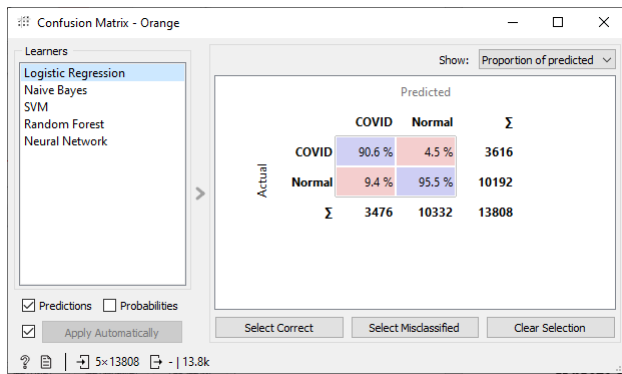 Confusion Matrix - Orange
Learners
Logistic Regression
Naive Bayes
SVM
Random Forest
Neural Network
Predictions Probabilities
Apply Automatically
Show: Proportion of predicted
Predicted
COVID Normal Σ
Actual
COVID 90.6 % 4.5 % 3616
Normal 9.4 % 95.5 % 10192
Σ 3476 10332 13808
Select Correct Select Misclassified Clear Selection
? 5×13808 - | 13.8k